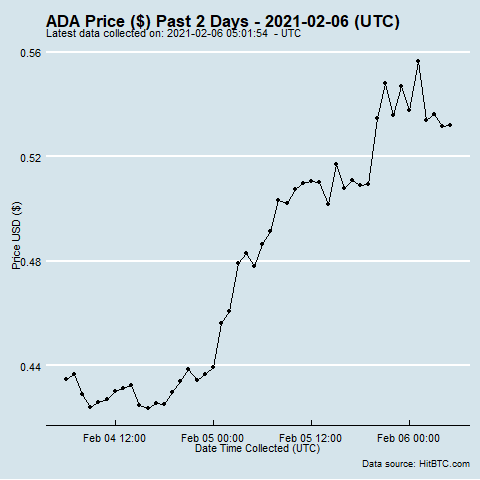 ADA Price ($) Past 2 Days - 2021-02-06 (UTC)
Latest data collected on: 2021-02-06 05:01:54 - UTC
0.56
0.52
0.48
0.44
Price USD ($)
Feb 04 12:00
Feb 05 00:00
Feb 05 12:00
Feb 06 00:00
Date Time Collected (UTC)
Data source: HitBTC.com